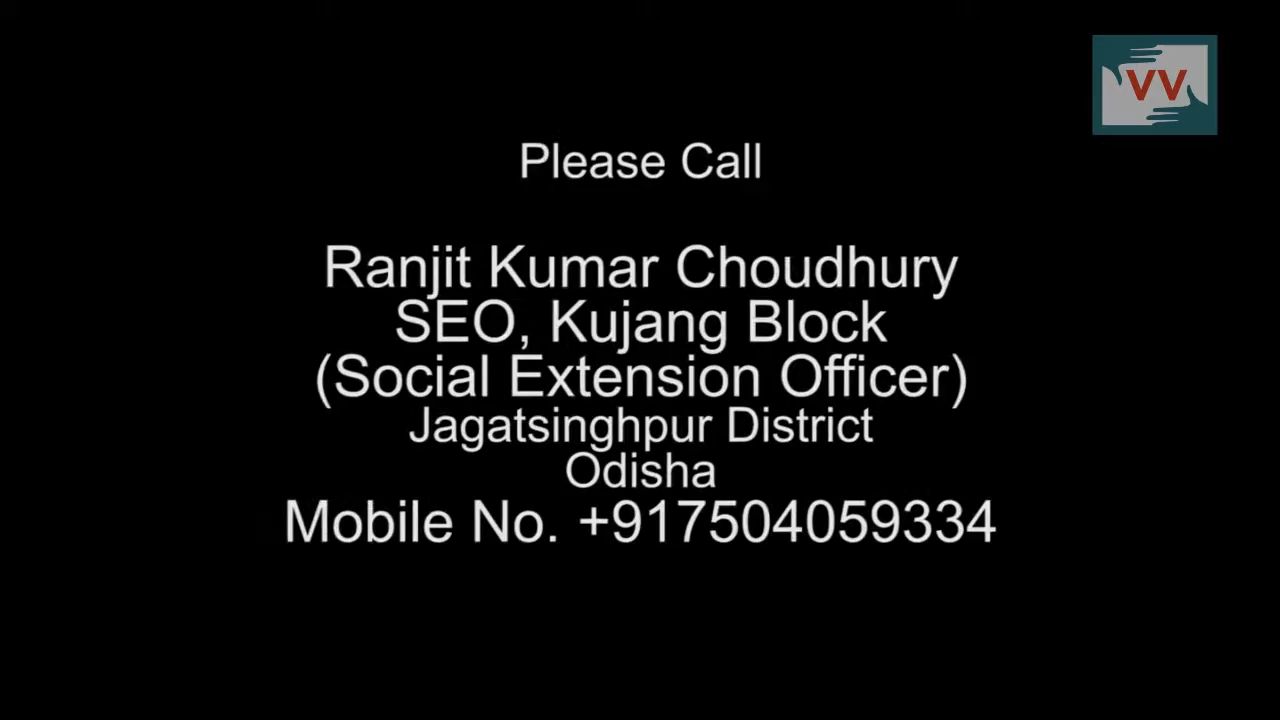 VV
Please Call
Ranjit Kumar Choudhury
SEO, Kujang Block
(Social Extension Officer)
Jagatsinghpur District
Odisha
Mobile No. +917504059334